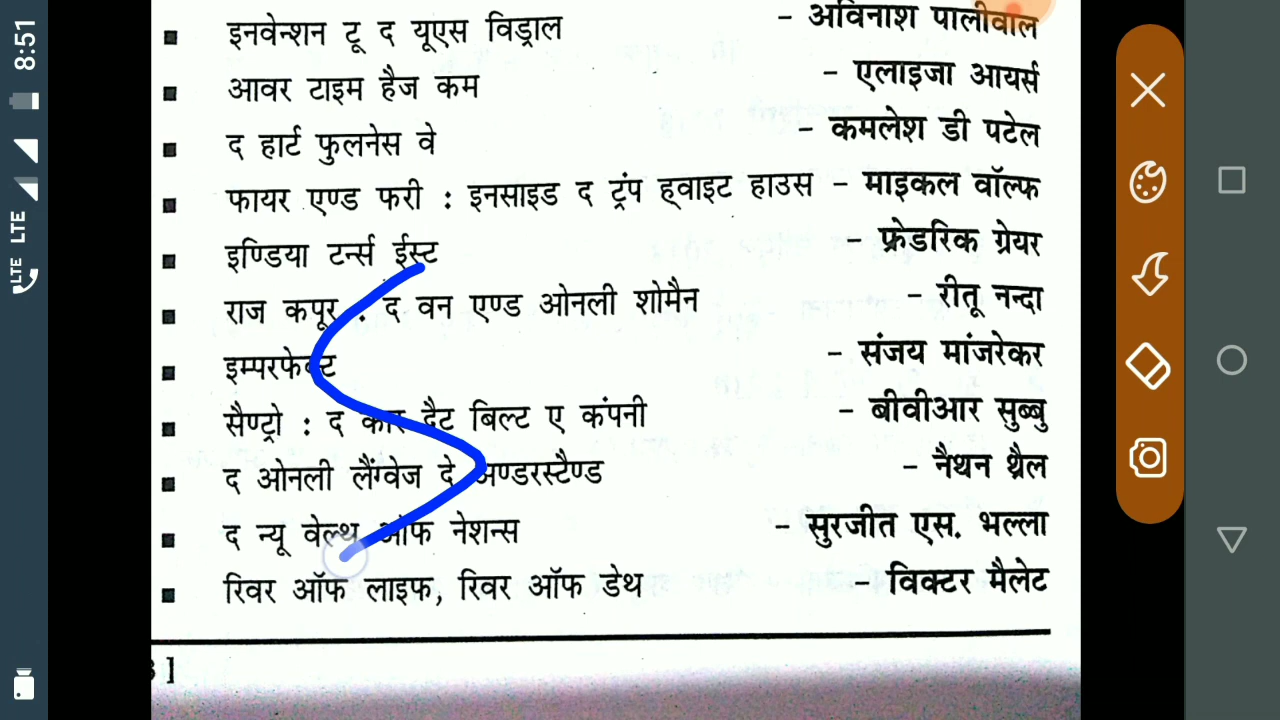 8:51
LTE LTE
■ इनवेन्शन टू द यूएस विड्राल - अविनाश पालीवाल
■ आवर टाइम हैज कम - एलाइजा आयर्स
■ द हार्ट फुलनेस वे - कमलेश डी पटेल
■ फायर एण्ड फरी : इनसाइड द ट्रंप ह्वाइट हाउस - माइकल वॉल्फ
■ इण्डिया टर्न्स ईस्ट - फ्रेडरिक ग्रेयर
■ राज कपूर : द वन एण्ड ओनली शोमैन - रीतू नन्दा
■ इम्परफेक्ट - संजय मांजरेकर
■ सैण्ट्रो : द कार दैट बिल्ट ए कंपनी - बीवीआर सुब्बु
■ द ओनली लैंग्वेज दे अण्डरस्टैण्ड - नैथन थ्रैल
■ द न्यू वेल्थ ऑफ नेशन्स - सुरजीत एस. भल्ला
■ रिवर ऑफ लाइफ, रिवर ऑफ डेथ - विक्टर मैलेट
]